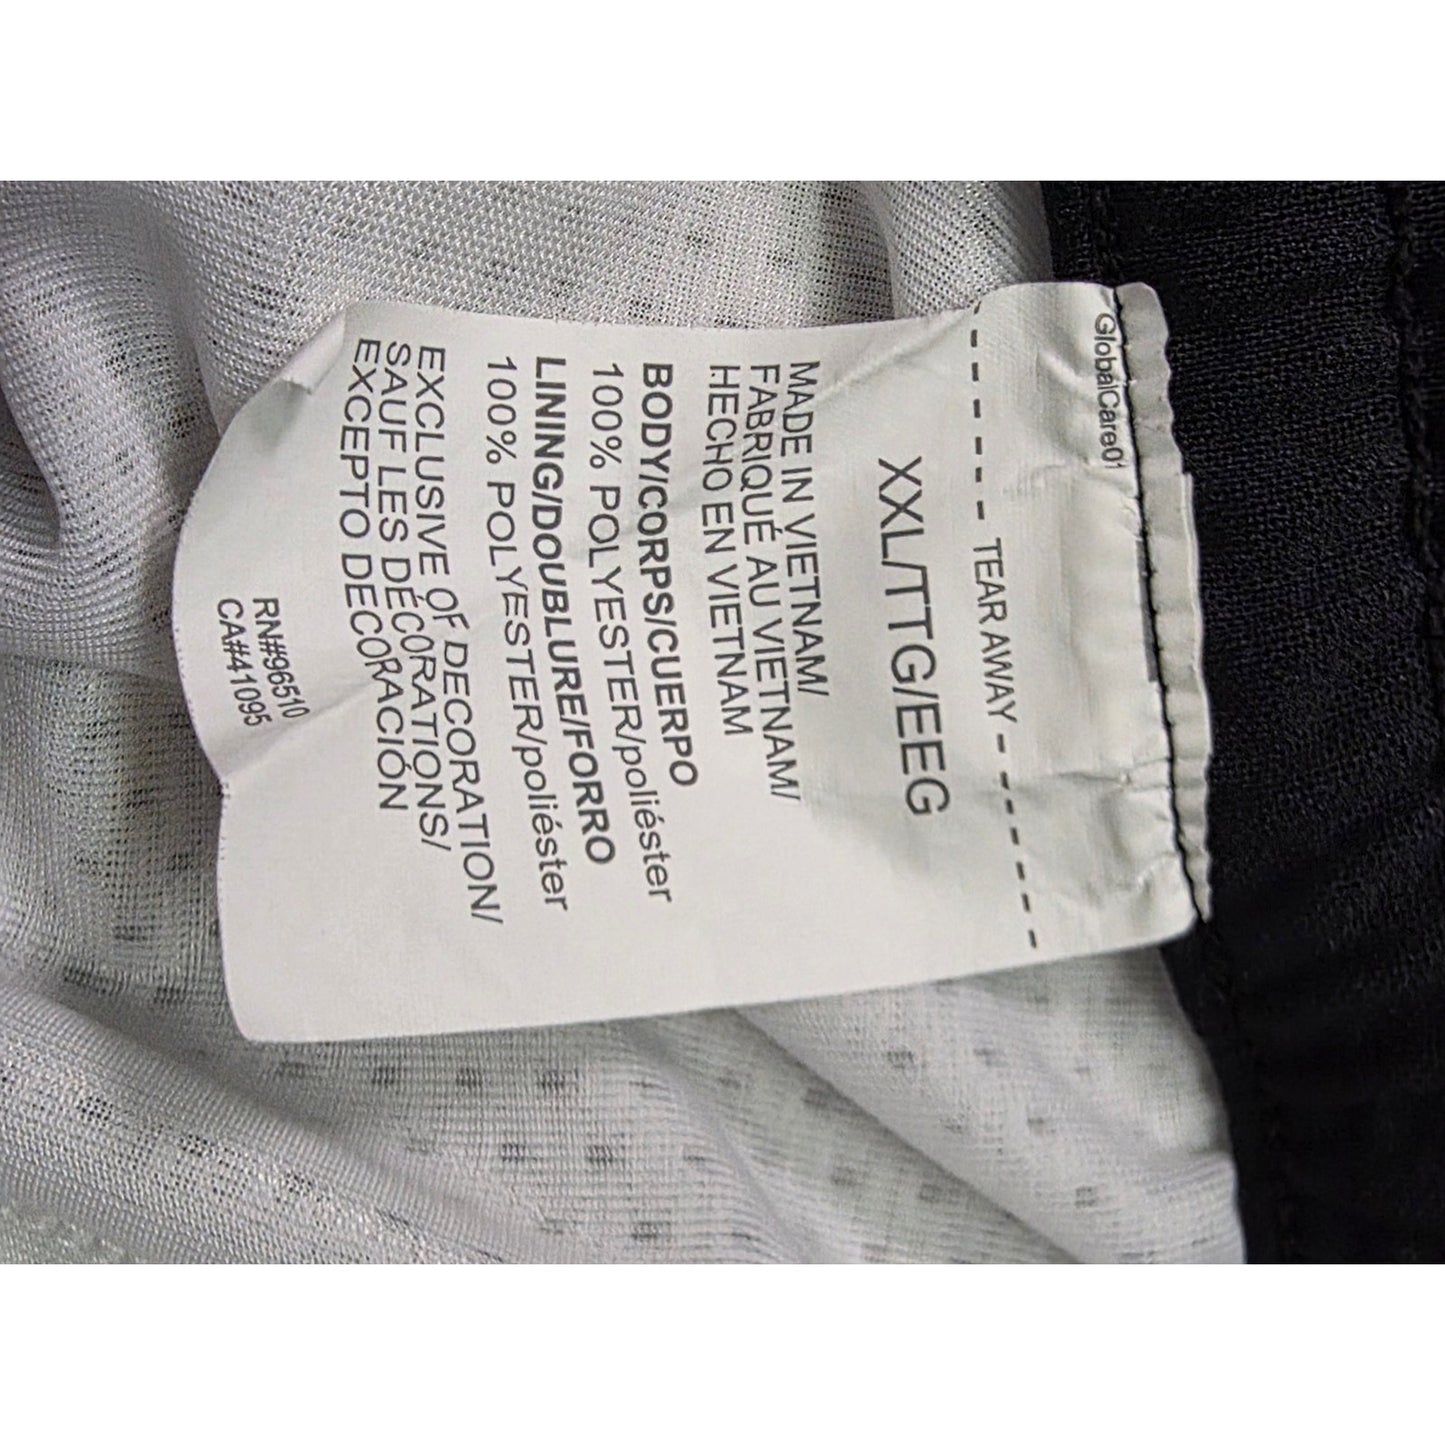 GlobalCare01
TEAR AWAY
XXL/TTG/EEG
MADE IN VIETNAM/
FABRIQUÉ AU VIETNAM/
HECHO EN VIETNAM
BODY/CORPS/CUERPO
100% POLYESTER/poliéster
LINING/DOUBLURE/FORRO
100% POLYESTER/poliéster
EXCLUSIVE OF DECORATION/
SAUF LES DÉCORATIONS/
EXCEPTO DECORACIÓN
RN#96510
CA#41095